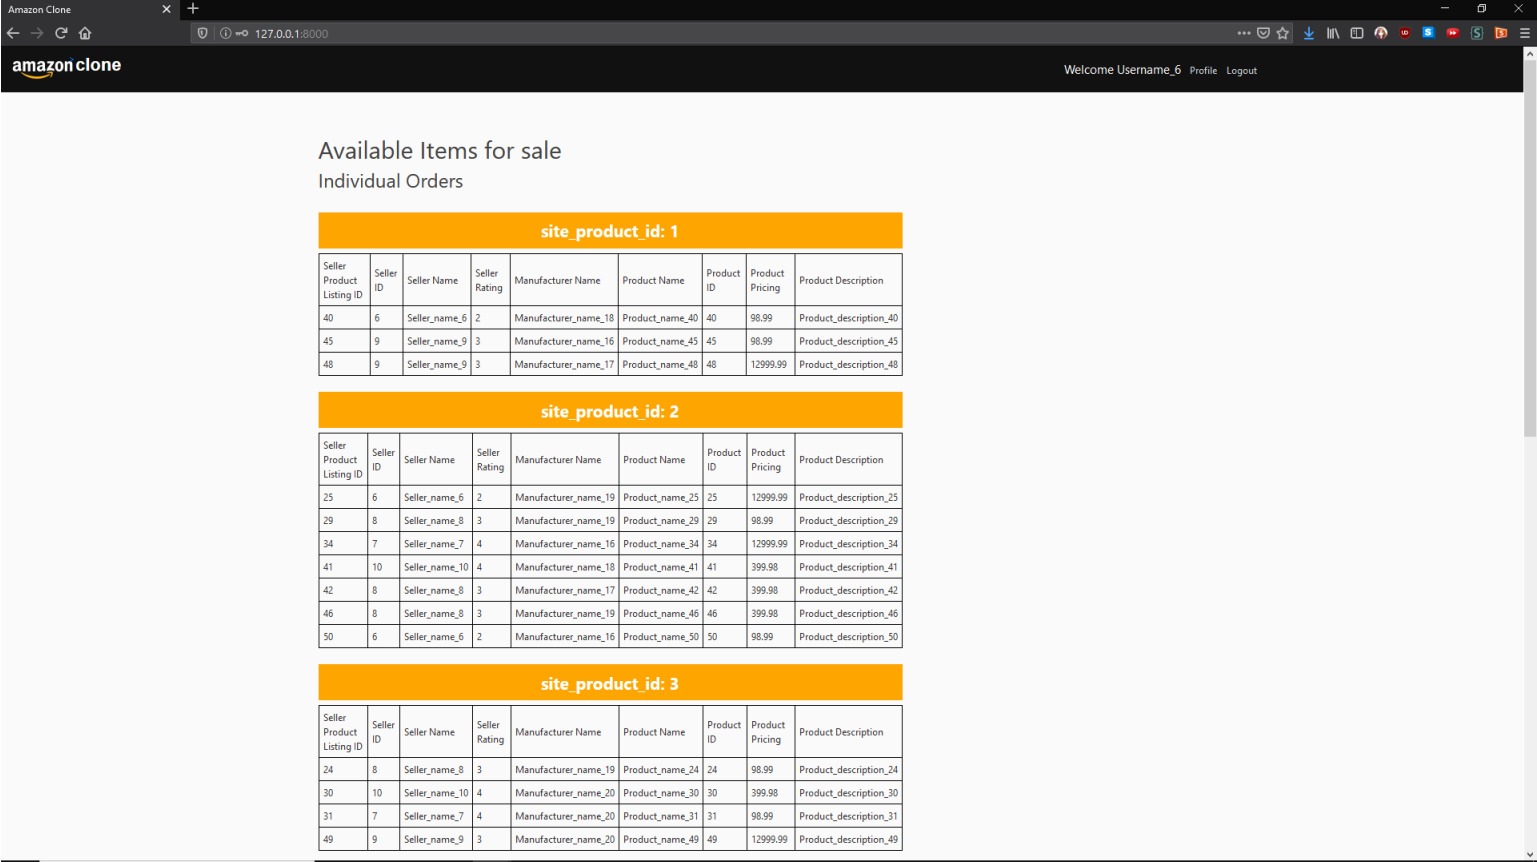 Amazon Clone
127.0.0.1:8000
amazon clone
Welcome Username_6 Profile Logout
Available Items for sale
Individual Orders
site_product_id: 1
Seller Product Listing ID Seller ID Seller Name Seller Rating Manufacturer Name Product Name Product ID Product Pricing Product Description
40 6 Seller_name_6 2 Manufacturer_name_18 Product_name_40 40 98.99 Product_description_40
45 9 Seller_name_9 3 Manufacturer_name_16 Product_name_45 45 98.99 Product_description_45
48 9 Seller_name_9 3 Manufacturer_name_17 Product_name_48 48 12999.99 Product_description_48
site_product_id: 2
Seller Product Listing ID Seller ID Seller Name Seller Rating Manufacturer Name Product Name Product ID Product Pricing Product Description
25 6 Seller_name_6 2 Manufacturer_name_19 Product_name_25 25 12999.99 Product_description_25
29 8 Seller_name_8 3 Manufacturer_name_19 Product_name_29 29 98.99 Product_description_29
34 7 Seller_name_7 4 Manufacturer_name_16 Product_name_34 34 12999.99 Product_description_34
41 10 Seller_name_10 4 Manufacturer_name_18 Product_name_41 41 399.98 Product_description_41
42 8 Seller_name_8 3 Manufacturer_name_17 Product_name_42 42 399.98 Product_description_42
46 8 Seller_name_8 3 Manufacturer_name_19 Product_name_46 46 399.98 Product_description_46
50 6 Seller_name_6 2 Manufacturer_name_16 Product_name_50 50 98.99 Product_description_50
site_product_id: 3
Seller Product Listing ID Seller ID Seller Name Seller Rating Manufacturer Name Product Name Product ID Product Pricing Product Description
24 8 Seller_name_8 3 Manufacturer_name_19 Product_name_24 24 98.99 Product_description_24
30 10 Seller_name_10 4 Manufacturer_name_20 Product_name_30 30 399.98 Product_description_30
31 7 Seller_name_7 4 Manufacturer_name_20 Product_name_31 31 98.99 Product_description_31
49 9 Seller_name_9 3 Manufacturer_name_20 Product_name_49 49 12999.99 Product_description_49